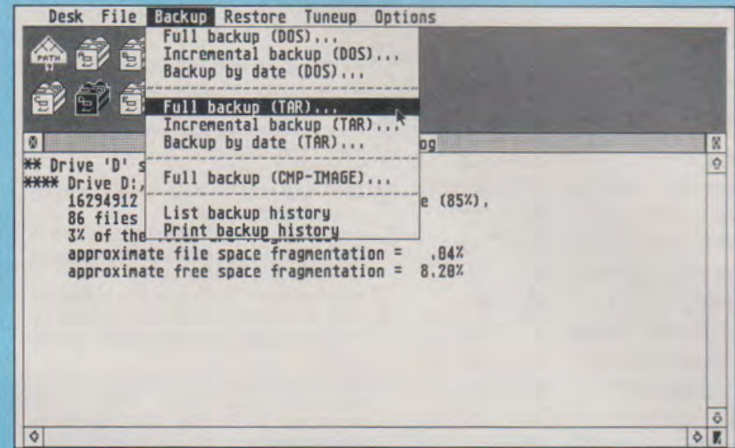 Desk File Backup Restore Tuneup Options
PATH
Full backup (DOS)...
Incremental backup (DOS)...
Backup by date (DOS)...
Full backup (TAR)...
Incremental backup (TAR)...
Backup by date (TAR)...
Full backup (CMP-IMAGE)...
List backup history
Print backup history
og
** Drive 'D' s
**** Drive D:,
16294912 e (85%),
86 files
3% of the
approximate file space fragmentation = .04%
approximate free space fragmentation = 8.20%